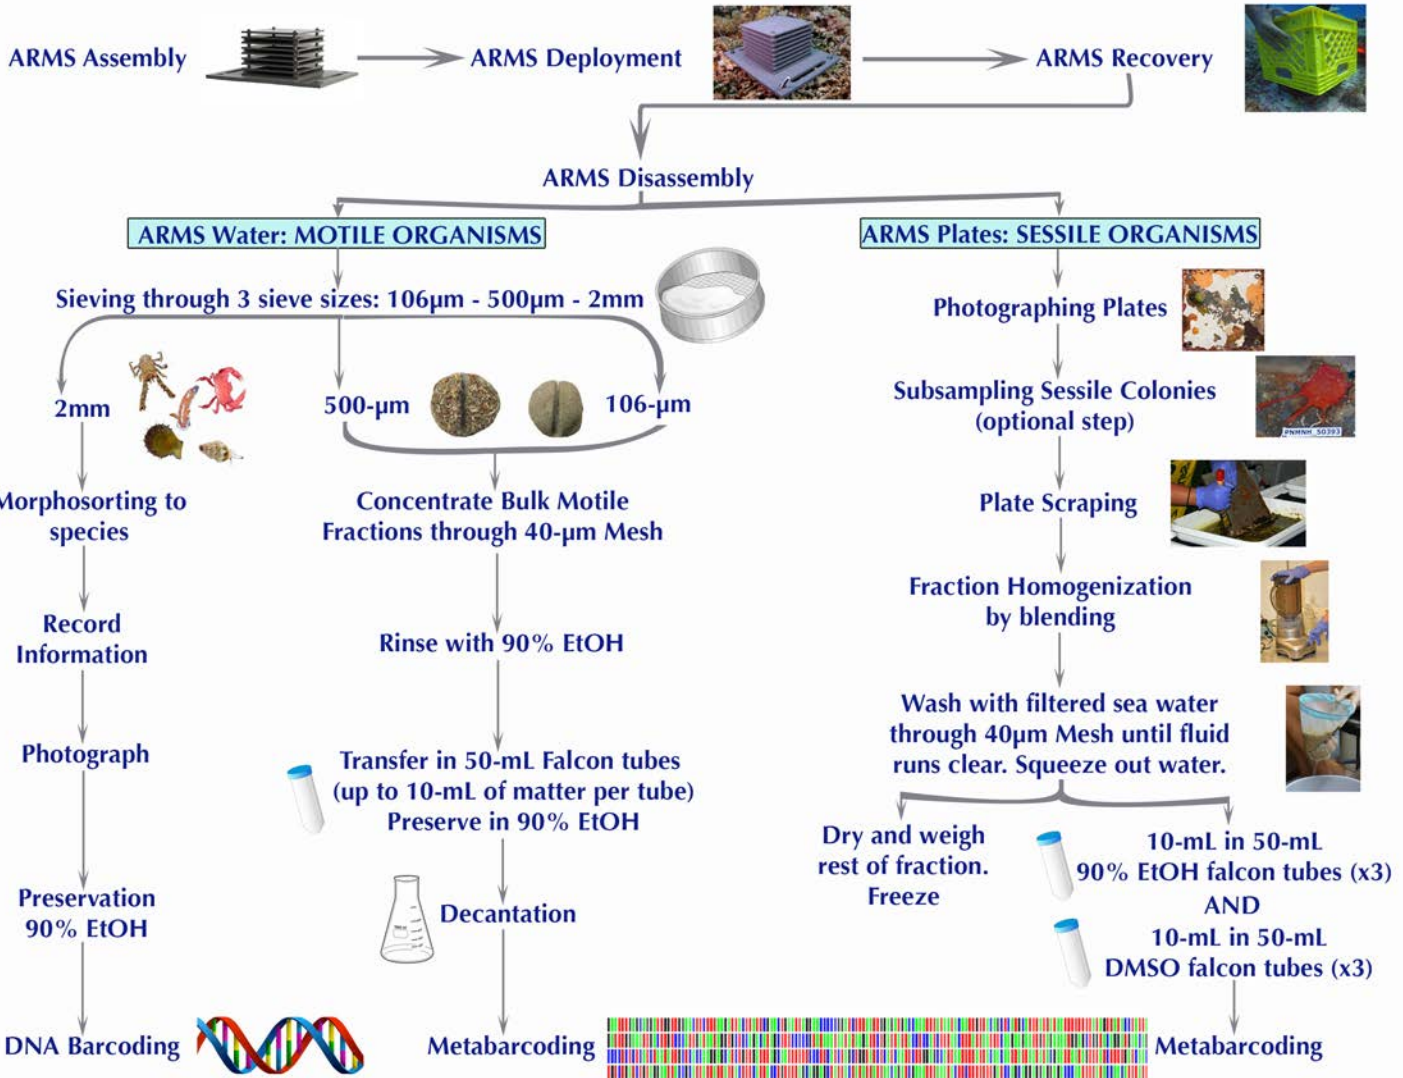 ARMS Assembly
ARMS Deployment
ARMS Recovery
ARMS Disassembly
ARMS Water: MOTILE ORGANISMS
Sieving through 3 sieve sizes: 106μm - 500μm - 2mm
2mm
500-μm
106-μm
Morphosorting to
species
Record
Information
Photograph
Preservation
90% EtOH
DNA Barcoding
Concentrate Bulk Motile
Fractions through 40-μm Mesh
Rinse with 90% EtOH
Transfer in 50-mL Falcon tubes
(up to 10-mL of matter per tube)
Preserve in 90% EtOH
Decantation
Metabarcoding
ARMS Plates: SESSILE ORGANISMS
Photographing Plates
Subsampling Sessile Colonies
(optional step)
PNMNH_50393
Plate Scraping
Fraction Homogenization
by blending
Wash with filtered sea water
through 40μm Mesh until fluid
runs clear. Squeeze out water.
Dry and weigh
rest of fraction.
Freeze
10-mL in 50-mL
90% EtOH falcon tubes (x3)
AND
10-mL in 50-mL
DMSO falcon tubes (x3)
Metabarcoding